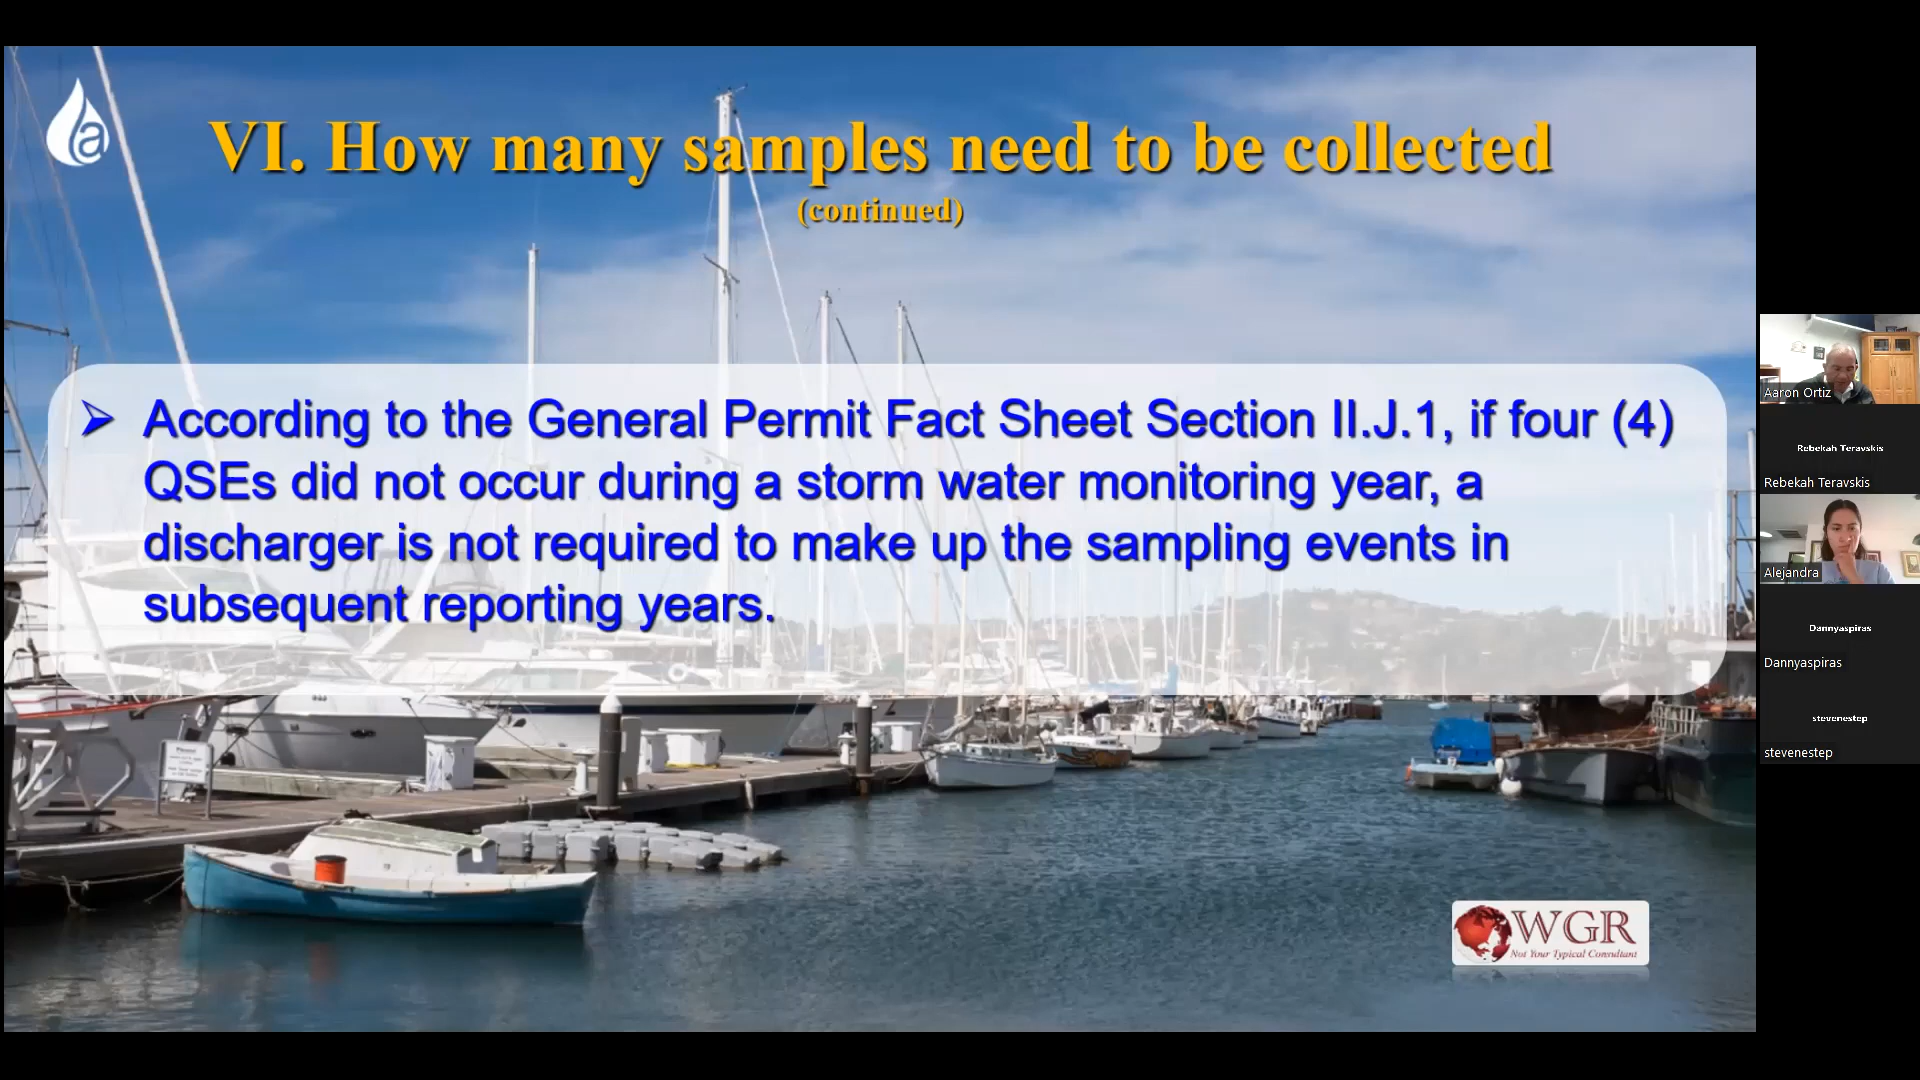 VI. How many samples need to be collected
(continued)
➢ According to the General Permit Fact Sheet Section II.J.1, if four (4)
QSEs did not occur during a storm water monitoring year, a
discharger is not required to make up the sampling events in
subsequent reporting years.
WGR
Not Your Typical Consultant
Aaron Ortiz
Rebekah Teravskis
Rebekah Teravskis
Alejandra
Dannyaspiras
Dannyaspiras
stevenestep
stevenestep